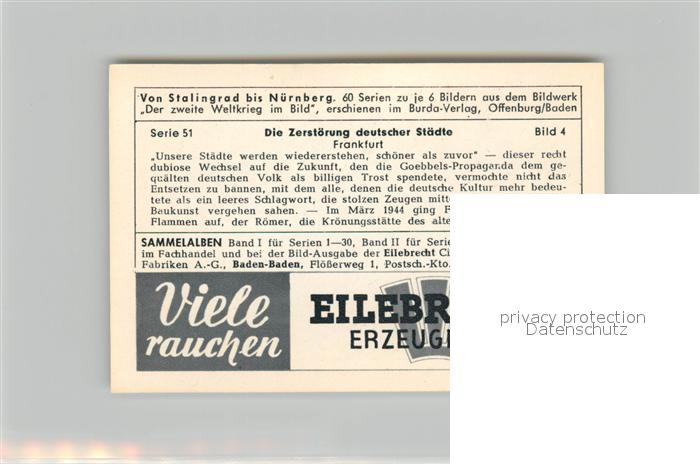 Von Stalingrad bis Nürnberg. 60 Serien zu je 6 Bildern aus dem Bildwerk
„Der zweite Weltkrieg im Bild", erschienen im Burda-Verlag, Offenburg/Baden
Serie 51 Die Zerstörung deutscher Städte Bild 4
Frankfurt
„Unsere Städte werden wiedererstehen, schöner als zuvor" — dieser recht
dubiose Wechsel auf die Zukunft, den die Goebbels-Propaganda dem ge-
quälten deutschen Volk als billigen Trost spendete, vermochte nicht das
Entsetzen zu bannen, mit dem alle, denen die deutsche Kultur mehr bedeu-
tete als ein leeres Schlagwort, die stolzen Zeugen
Baukunst vergehen sahen. — Im März 1944 ging
Flammen auf, der Römer, die Krönungsstätte des
SAMMELALBEN Band I für Serien 1—30, Band II für
im Fachhandel und bei der Bild-Ausgabe der Eilebrecht
Fabriken A.-G., Baden-Baden, Flößerweg 1, Postsch.-Kto.
Viele
rauchen
privacy protection
Datenschutz